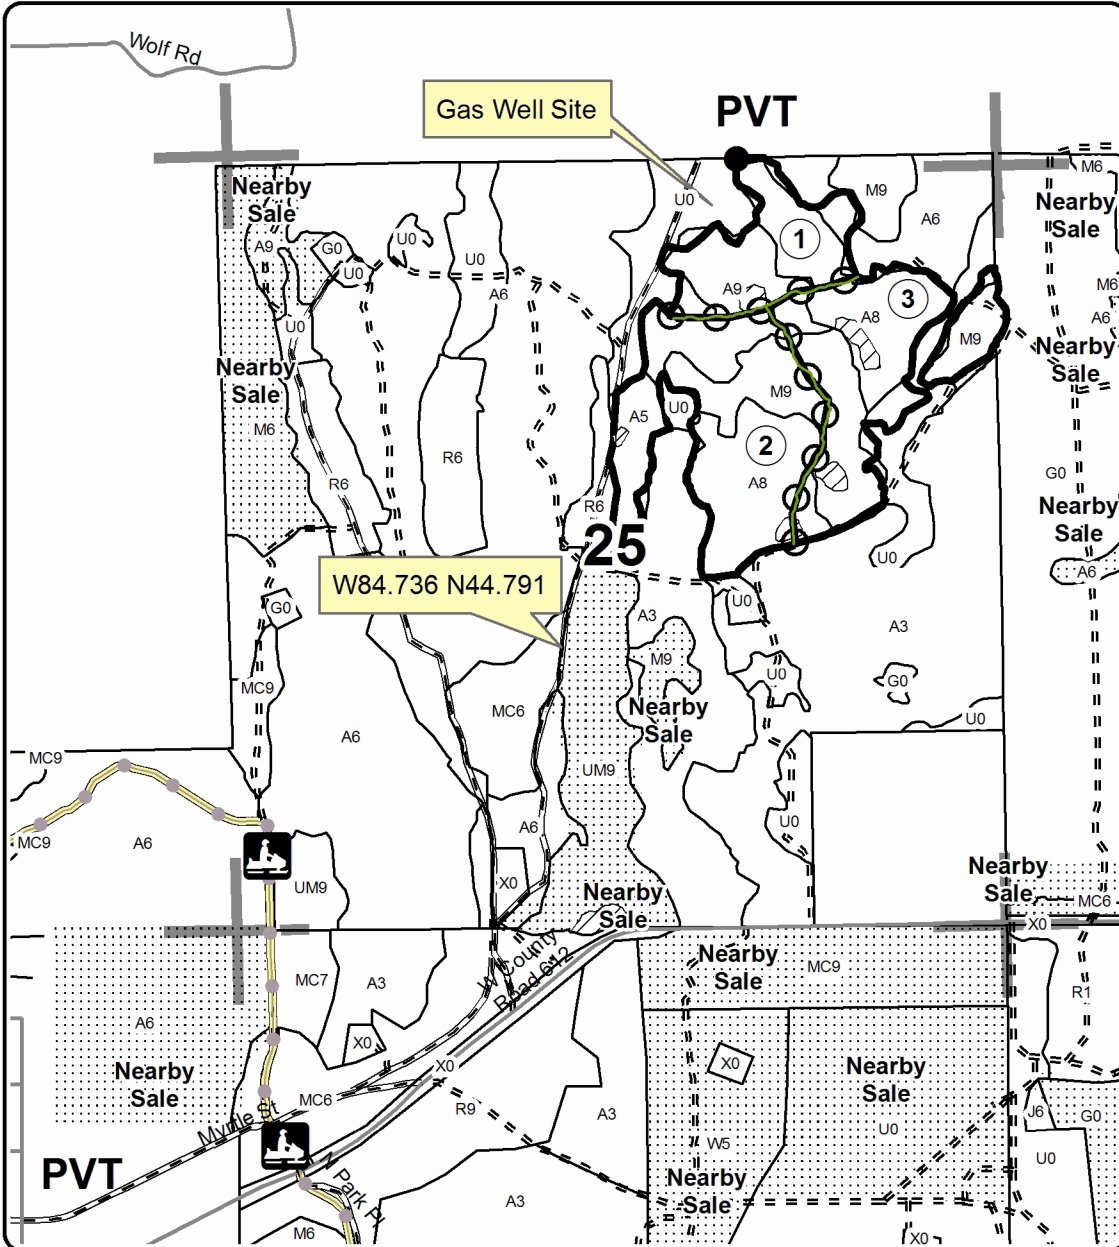 Wolf Rd
Gas Well Site
PVT
Nearby
Sale
U0
M9
M6
Nearby
Sale
A6
1
A9
G0
U0
U0
U0
U0
A6
A9
3
M6
A6
A8
U0
Nearby
Sale
M9
Nearby
Sale
M9
U0
A5
M6
R6
2
A8
G0
R6
R6
Nearby
Sale
25
U0
A6
W84.736 N44.791
G0
U0
A3
A3
M9
U0
MC9
G0
MC6
Nearby
Sale
U0
A6
MC9
UM9
U0
A6
MC9
A6
Nearby
Sale
X0
UM9
Nearby
Sale
MC6
X0
W County
Road 612
Nearby
Sale
MC9
MC7
A3
R1
A6
X0
X0
X0
Nearby
Sale
Nearby
Sale
MC6
R9
A3
J6
G0
Myrtle St
W5
U0
U0
PVT
N Park Pl
Nearby
Sale
A3
M6
X0